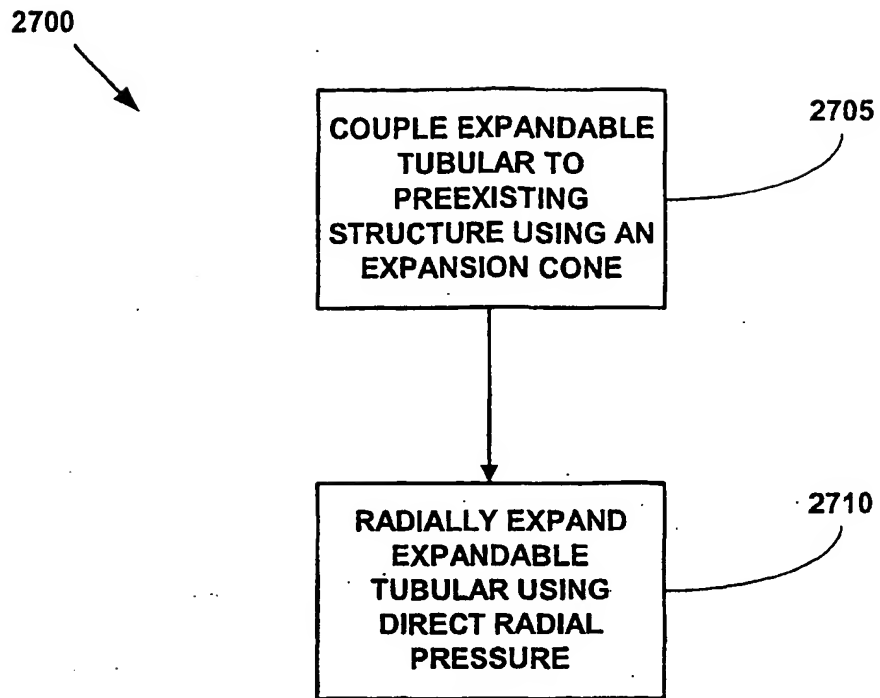 2700
COUPLE EXPANDABLE
TUBULAR TO
PREEXISTING
STRUCTURE USING AN
EXPANSION CONE
2705
RADIALLY EXPAND
EXPANDABLE
TUBULAR USING
DIRECT RADIAL
PRESSURE
2710